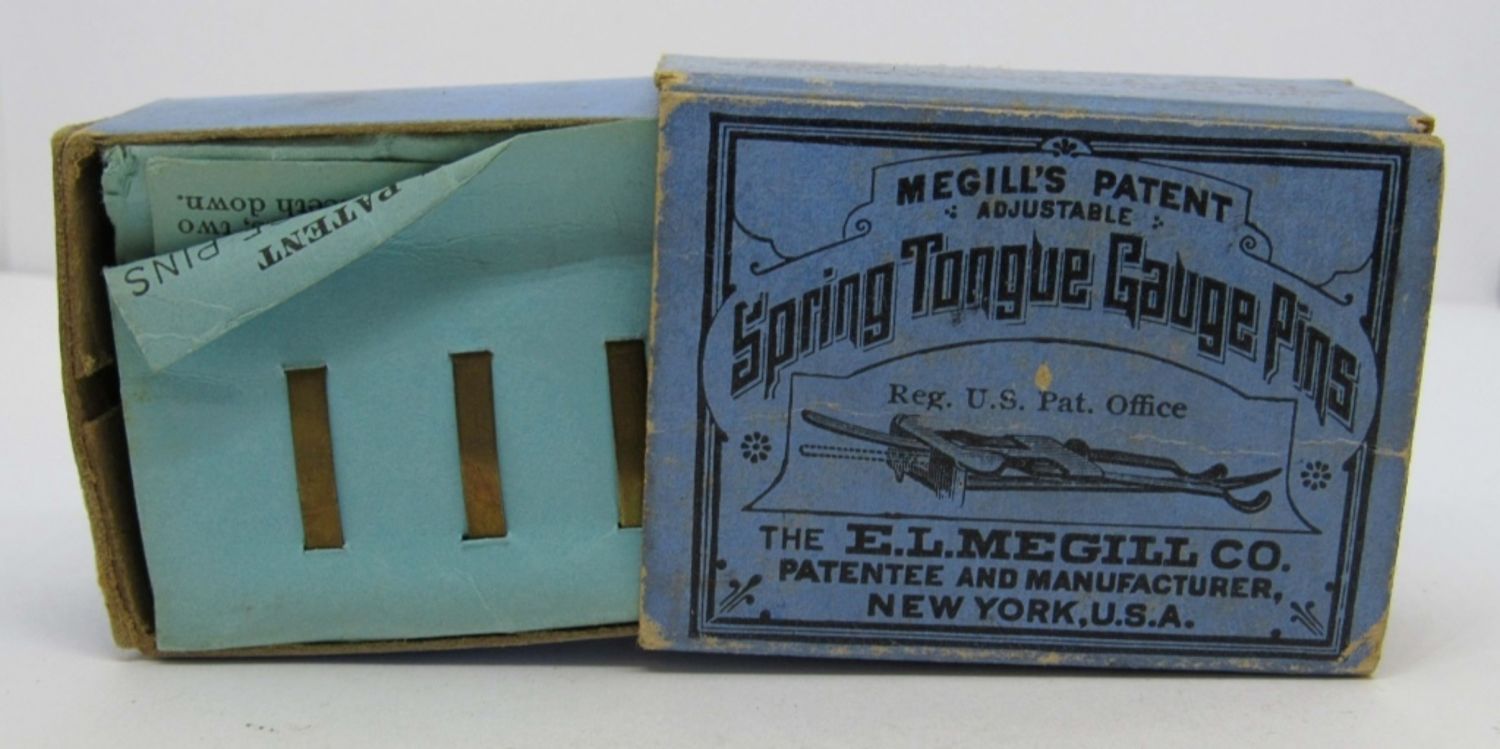 MEGILL'S PATENT
ADJUSTABLE
Spring Tongue Gauge Pins
Reg. U.S. Pat. Office
THE E.L. MEGILL CO.
PATENTEE AND MANUFACTURER,
NEW YORK, U.S.A.
PATENT
PINS
two
down.